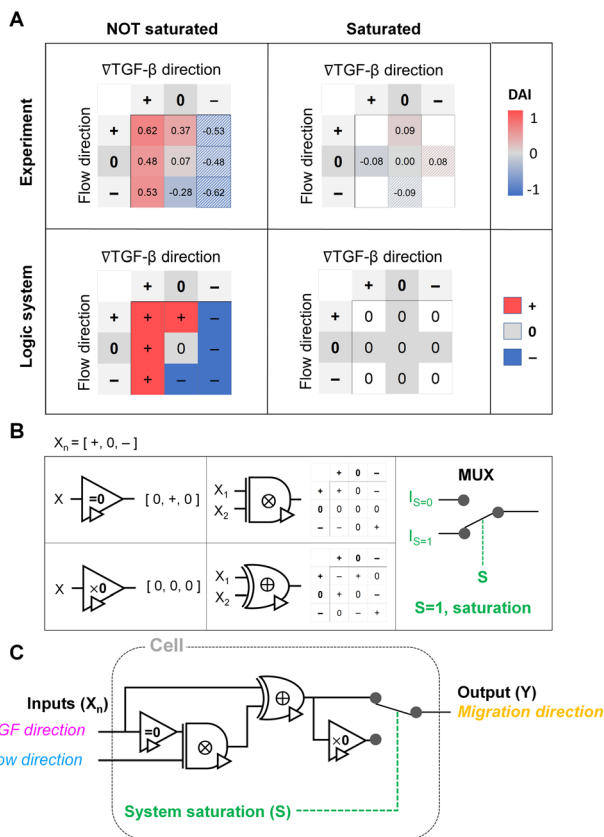 A
NOT saturated
Saturated
Experiment
∇TGF-β direction
Flow direction
+ 0 −
+ 0.62 0.37 -0.53
0 0.48 0.07 -0.48
− 0.53 -0.28 -0.62
∇TGF-β direction
Flow direction
+ 0 −
+ 0.09
0 -0.08 0.00 0.08
− -0.09
DAI
1
0
-1
Logic system
∇TGF-β direction
Flow direction
+ 0 −
+ + + −
0 + 0 −
− + − −
∇TGF-β direction
Flow direction
+ 0 −
+ 0 0 0
0 0 0 0
− 0 0 0
+
0
−
B
Xn = [ +, 0, − ]
X =0 [ 0, +, 0 ]
X1
X2
⊗
+ 0 −
+ + 0 −
0 0 0 0
− − 0 +
X ×0 [ 0, 0, 0 ]
X1
X2
⊕
+ 0 −
+ − + 0
0 + 0 −
− 0 − +
MUX
IS=0
IS=1
S
S=1, saturation
C
Cell
Inputs (Xn)
GF direction
ow direction
=0
⊗
⊕
×0
System saturation (S)
Output (Y)
Migration direction